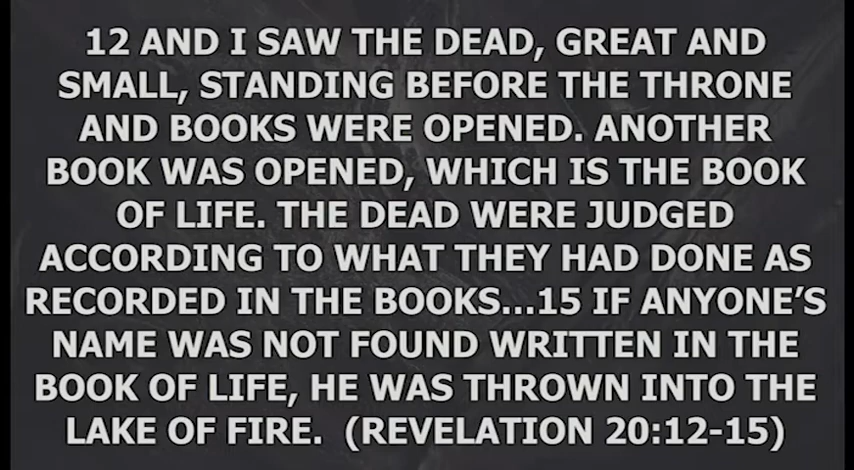 12 AND I SAW THE DEAD, GREAT AND
SMALL, STANDING BEFORE THE THRONE
AND BOOKS WERE OPENED. ANOTHER
BOOK WAS OPENED, WHICH IS THE BOOK
OF LIFE. THE DEAD WERE JUDGED
ACCORDING TO WHAT THEY HAD DONE AS
RECORDED IN THE BOOKS...15 IF ANYONE’S
NAME WAS NOT FOUND WRITTEN IN THE
BOOK OF LIFE, HE WAS THROWN INTO THE
LAKE OF FIRE.  (REVELATION 20:12-15)